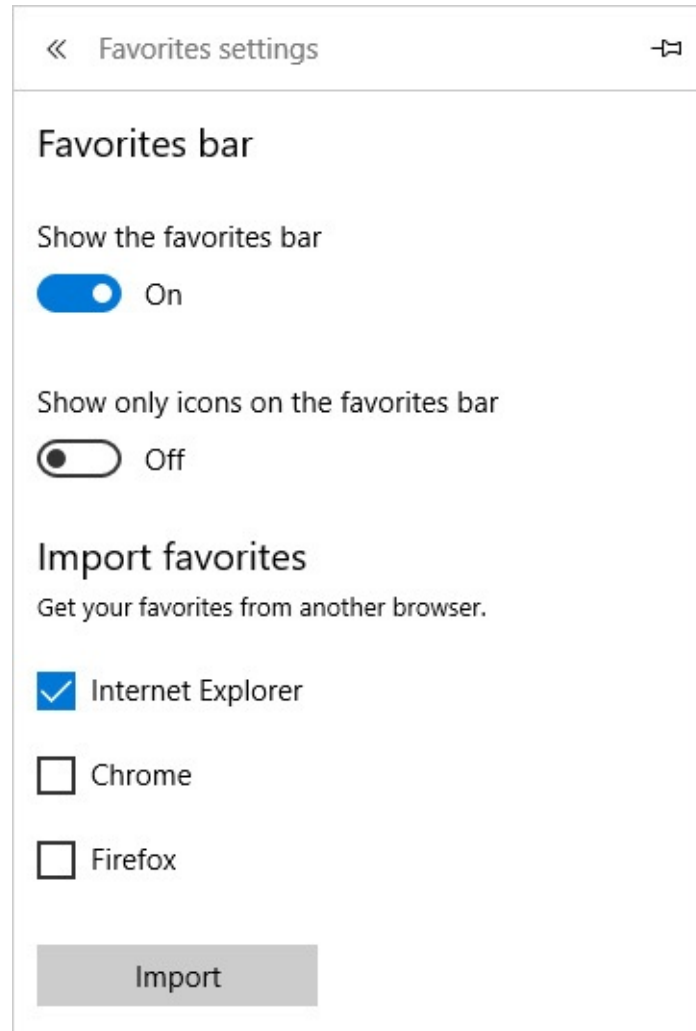 Favorites settings
Favorites bar
Show the favorites bar
On
Show only icons on the favorites bar
Off
Import favorites
Get your favorites from another browser.
Internet Explorer
Chrome
Firefox
Import